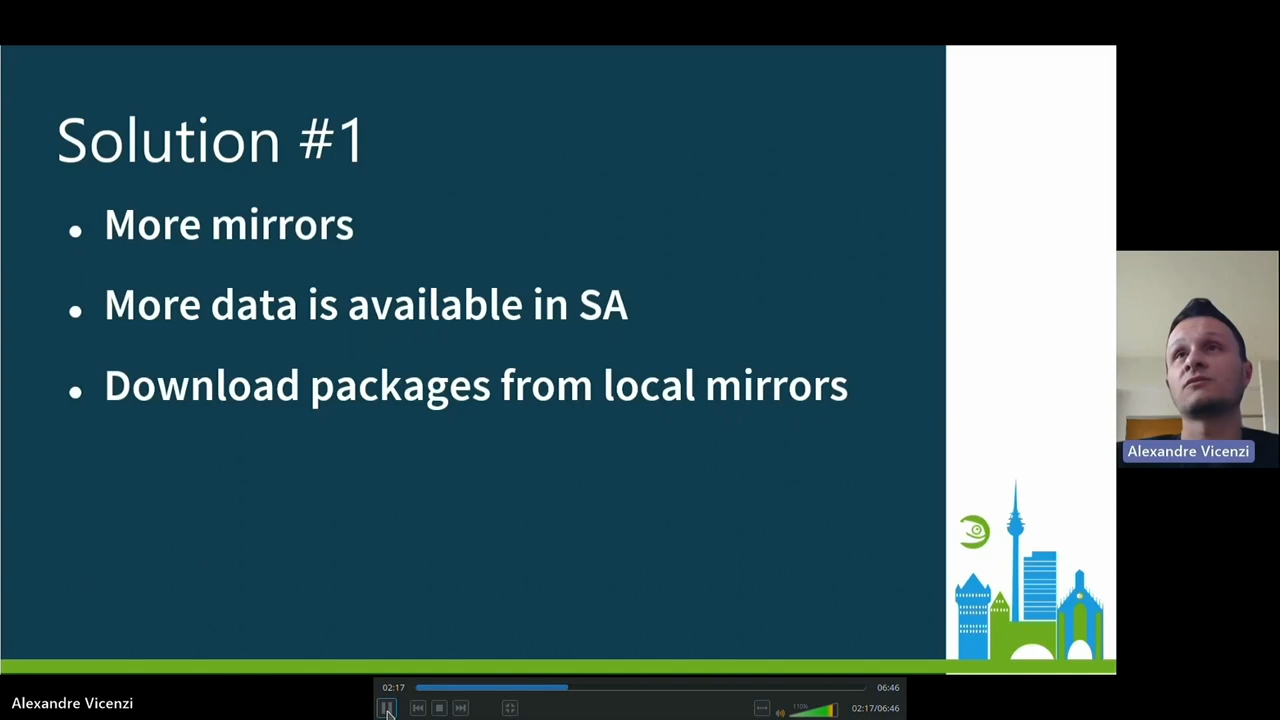 Solution #1
• More mirrors
• More data is available in SA
• Download packages from local mirrors
Alexandre Vicenzi
Alexandre Vicenzi
02:17
06:46
110%
02:17/06:46